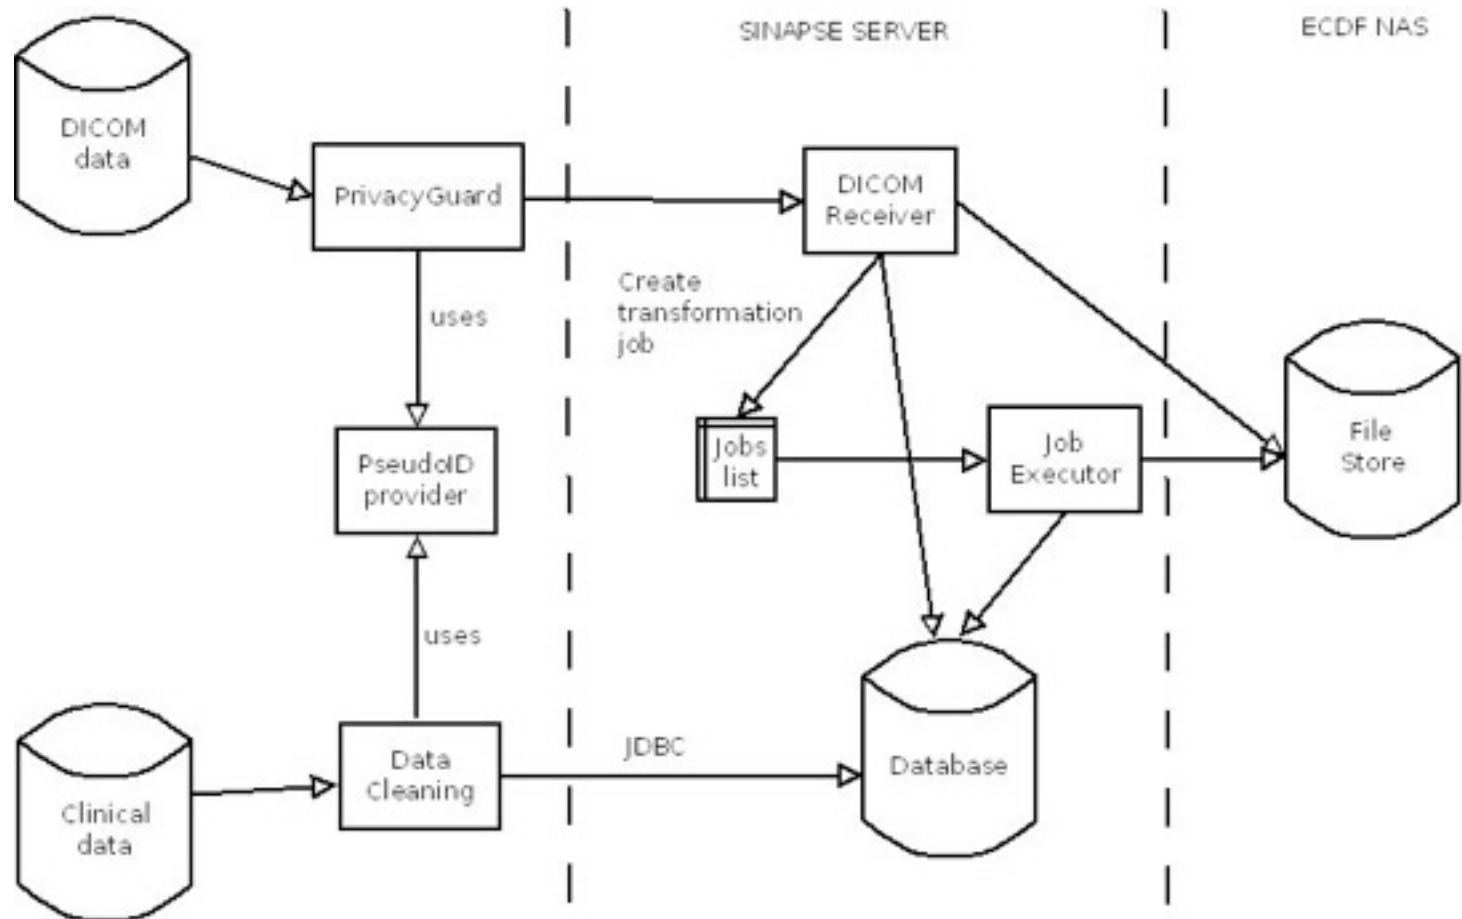 SINAPSE SERVER
ECDF NAS
DICOM
data
PrivacyGuard
DICOM
Receiver
uses
Create
transformation
job
PseudoID
provider
Jobs
list
Job
Executor
File
Store
uses
Clinical
data
Data
Cleaning
JDBC
Database